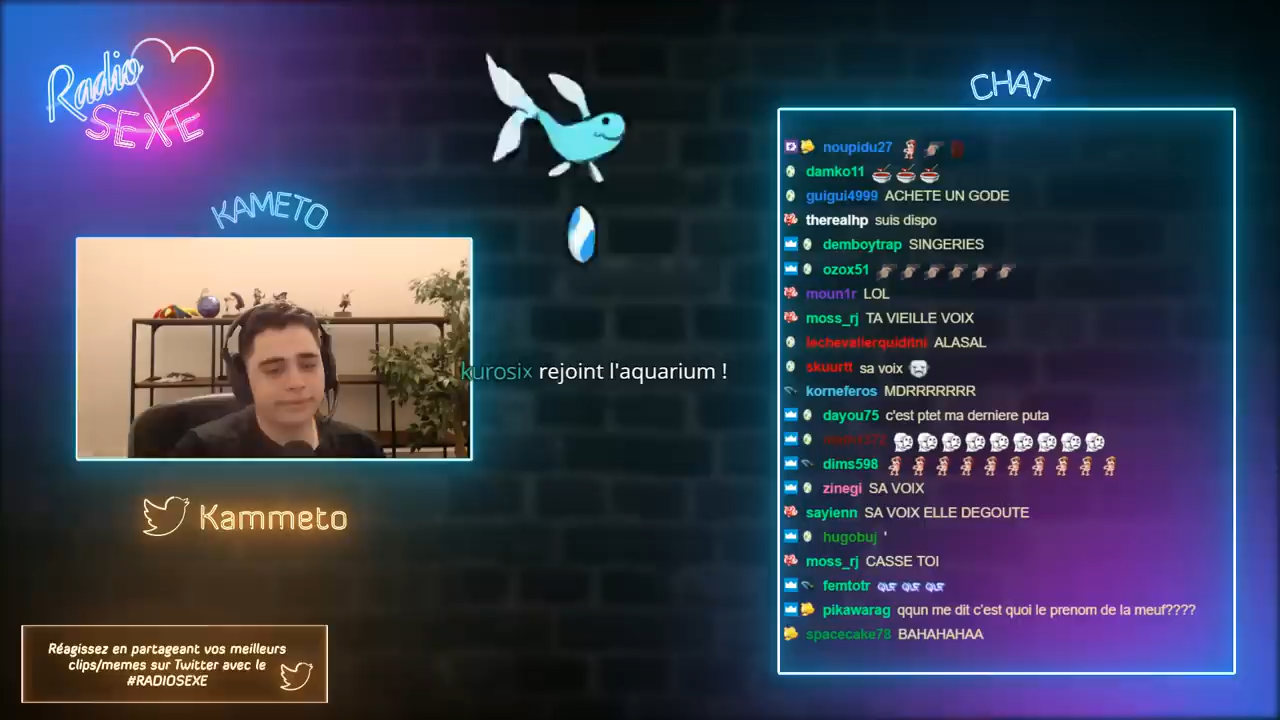 Radio
SEXE
KAMETO
kurosix rejoint l'aquarium !
Kammeto
Réagissez en partageant vos meilleurs
clips/memes sur Twitter avec le
#RADIOSEXE
CHAT
noupidu27
damko11
guigui4999 ACHETE UN GODE
therealhp suis dispo
demboytrap SINGERIES
ozox51
moun1r LOL
moss_rj TA VIEILLE VOIX
lechevalierquiditni ALASAL
skuurtt sa voix
korneferos MDRRRRRRR
dayou75 c'est ptet ma derniere puta
dims598
zinegi SA VOIX
sayienn SA VOIX ELLE DEGOUTE
hugobuj '
moss_rj CASSE TOI
femtotr
pikawarag qqun me dit c'est quoi le prenom de la meuf????
spacecake78 BAHAHAHAA